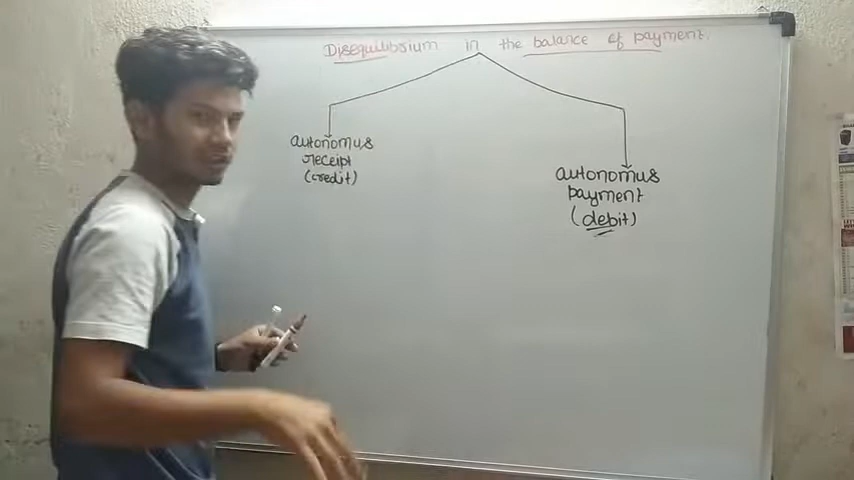 Disequilibrium in the balance of payment.
autonomus
receipt
(credit)
autonomus
payment
(debit)